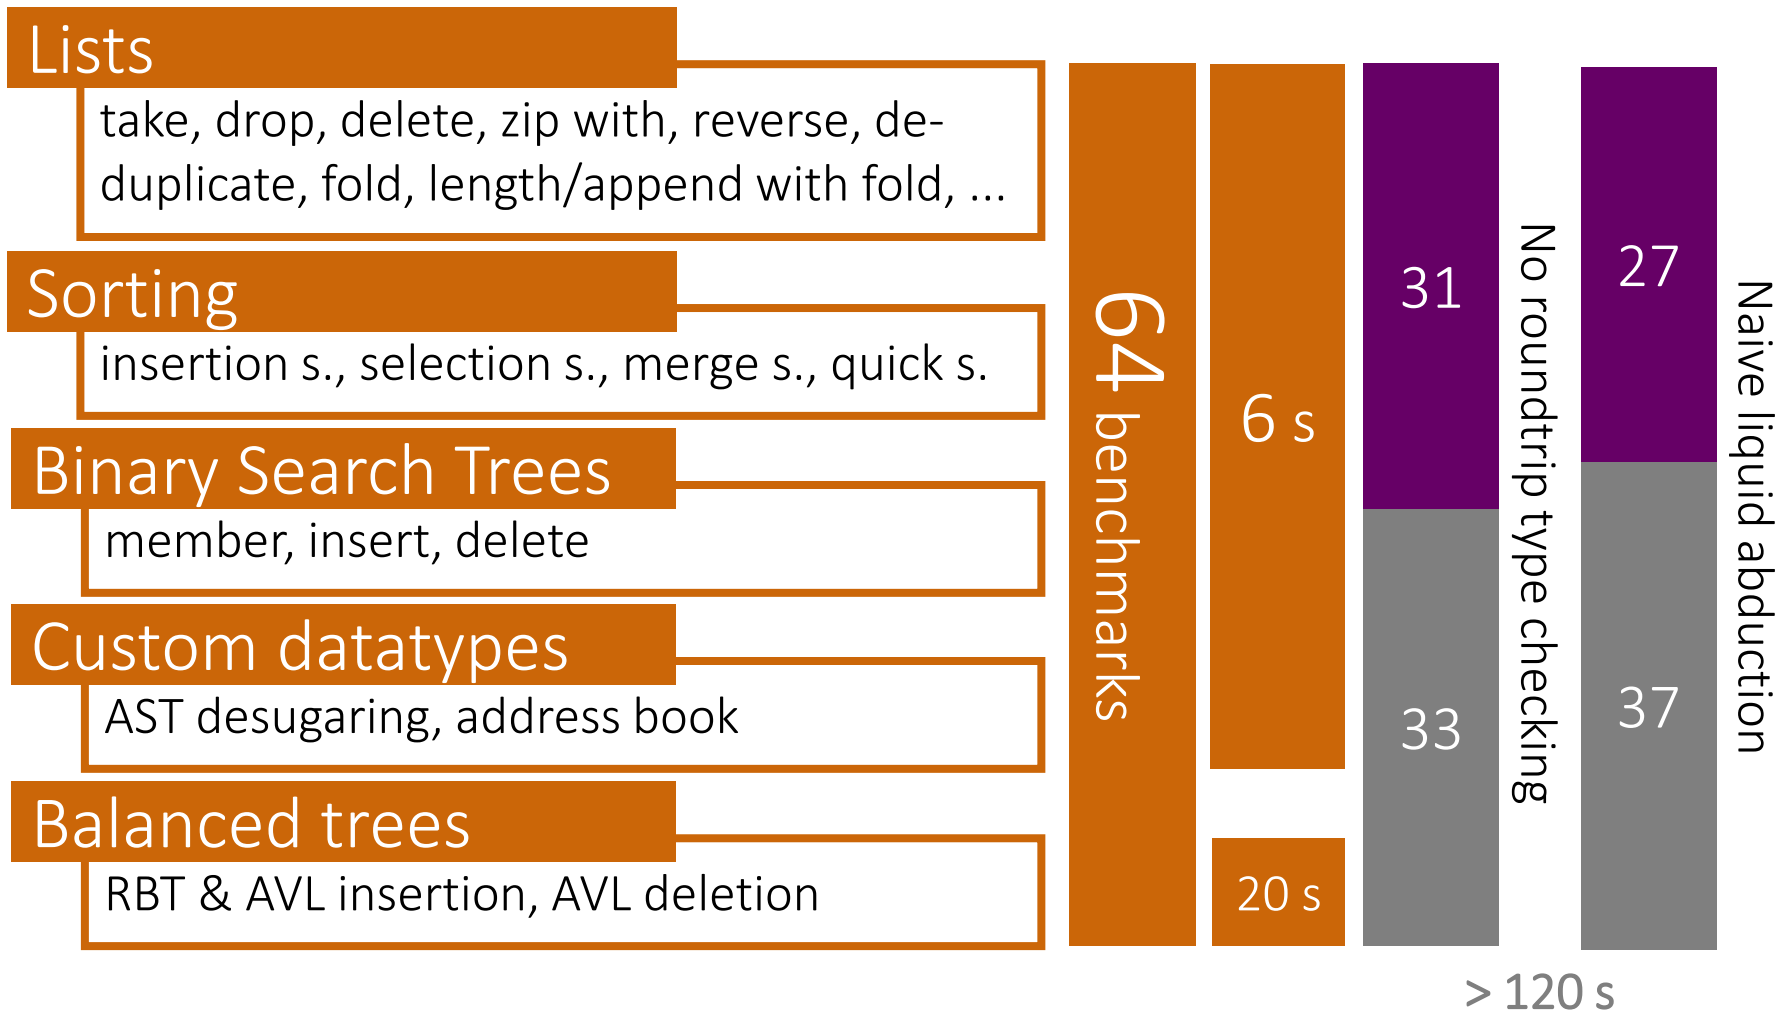 Lists
take, drop, delete, zip with, reverse, de-
duplicate, fold, length/append with fold, ...
Sorting
insertion s., selection s., merge s., quick s.
Binary Search Trees
member, insert, delete
Custom datatypes
AST desugaring, address book
Balanced trees
RBT & AVL insertion, AVL deletion
64 benchmarks
6 s
20 s
31
33
No roundtrip type checking
27
37
Naive liquid abduction
> 120 s